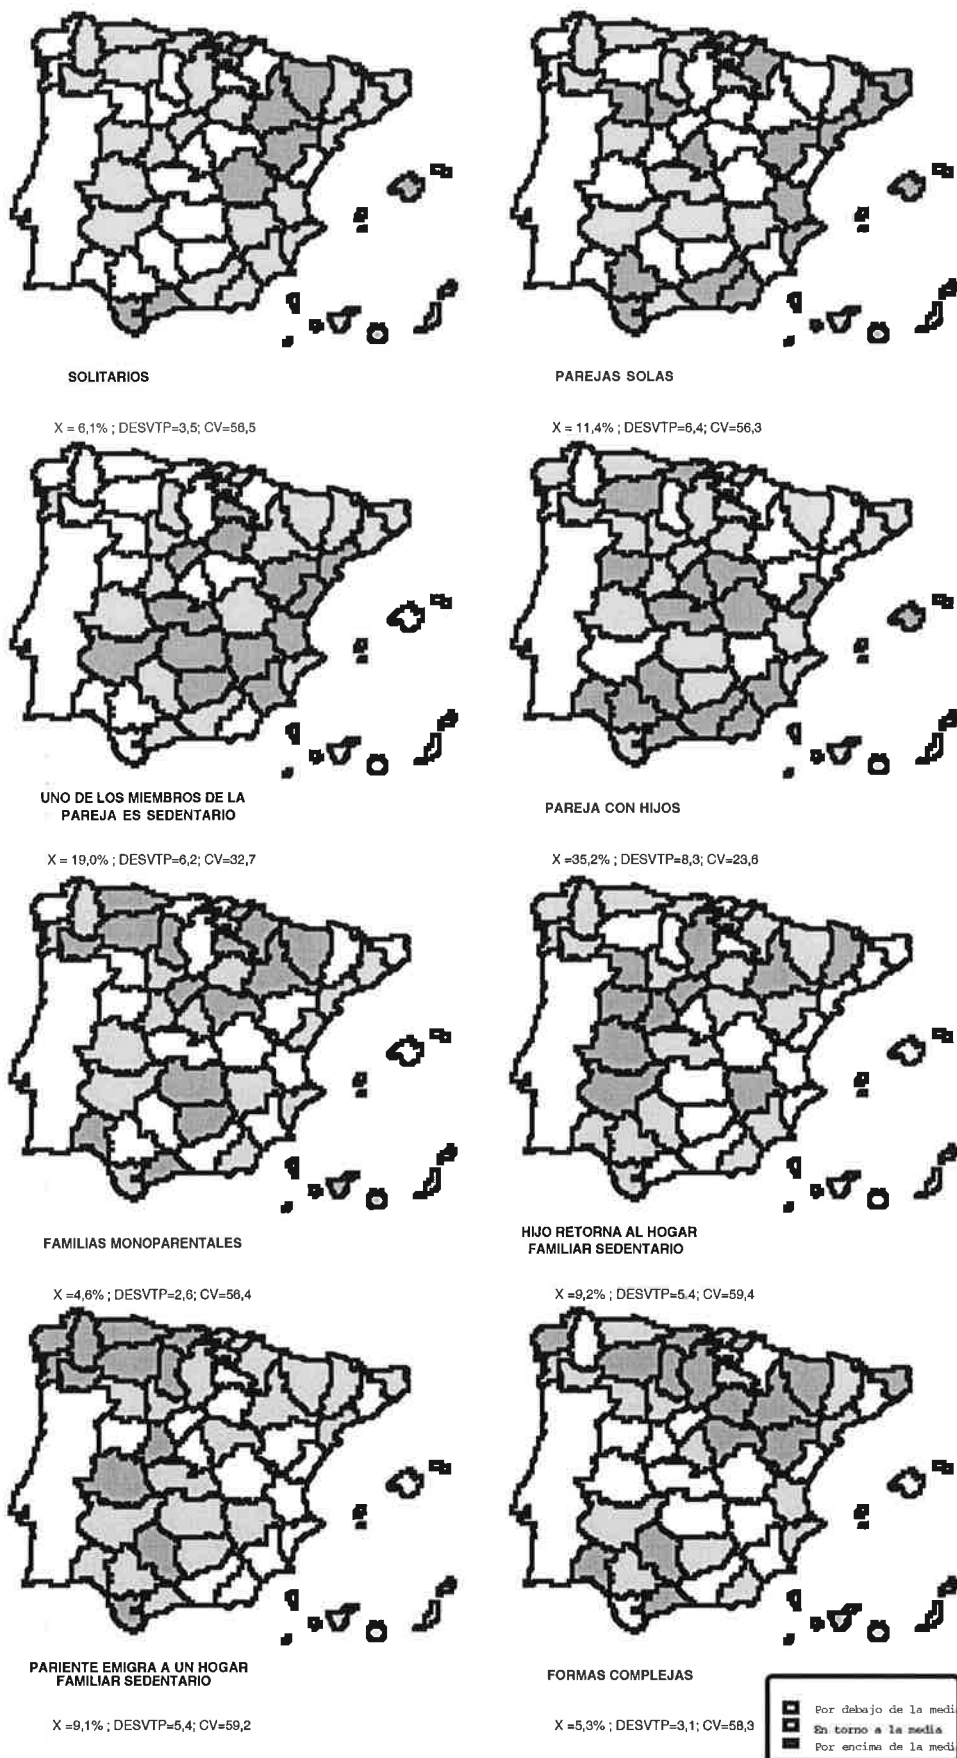 SOLITARIOS
PAREJAS SOLAS
X = 6,1% ; DESVTP=3,5; CV=56,5
X = 11,4% ; DESVTP=6,4; CV=56,3
UNO DE LOS MIEMBROS DE LA
PAREJA ES SEDENTARIO
PAREJA CON HIJOS
X = 19,0% ; DESVTP=6,2; CV=32,7
X =35,2% ; DESVTP=8,3; CV=23,6
FAMILIAS MONOPARENTALES
HIJO RETORNA AL HOGAR
FAMILIAR SEDENTARIO
X =4,6% ; DESVTP=2,6; CV=56,4
X =9,2% ; DESVTP=5,4; CV=59,4
PARIENTE EMIGRA A UN HOGAR
FAMILIAR SEDENTARIO
FORMAS COMPLEJAS
X =9,1% ; DESVTP=5,4; CV=59,2
X =5,3% ; DESVTP=3,1; CV=58,3
Por debajo de la medi
En torno a la media
Por encima de la medi